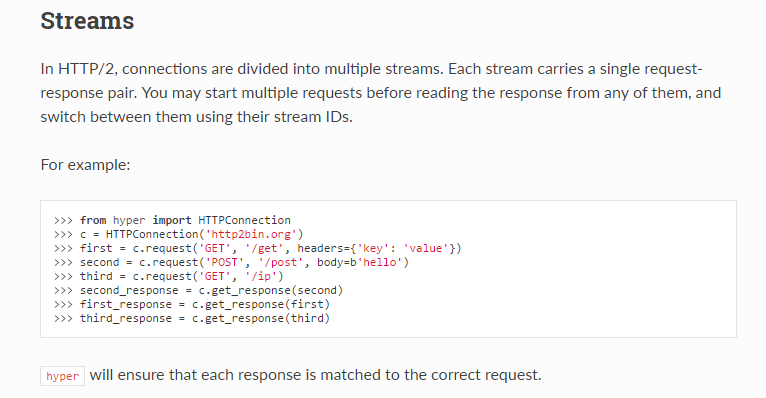 Streams
In HTTP/2, connections are divided into multiple streams. Each stream carries a single request-
response pair. You may start multiple requests before reading the response from any of them, and
switch between them using their stream IDs.
For example:
>>> from hyper import HTTPConnection
>>> c = HTTPConnection('http2bin.org')
>>> first = c.request('GET', '/get', headers={'key': 'value'})
>>> second = c.request('POST', '/post', body=b'hello')
>>> third = c.request('GET', '/ip')
>>> second_response = c.get_response(second)
>>> first_response = c.get_response(first)
>>> third_response = c.get_response(third)
hyper will ensure that each response is matched to the correct request.